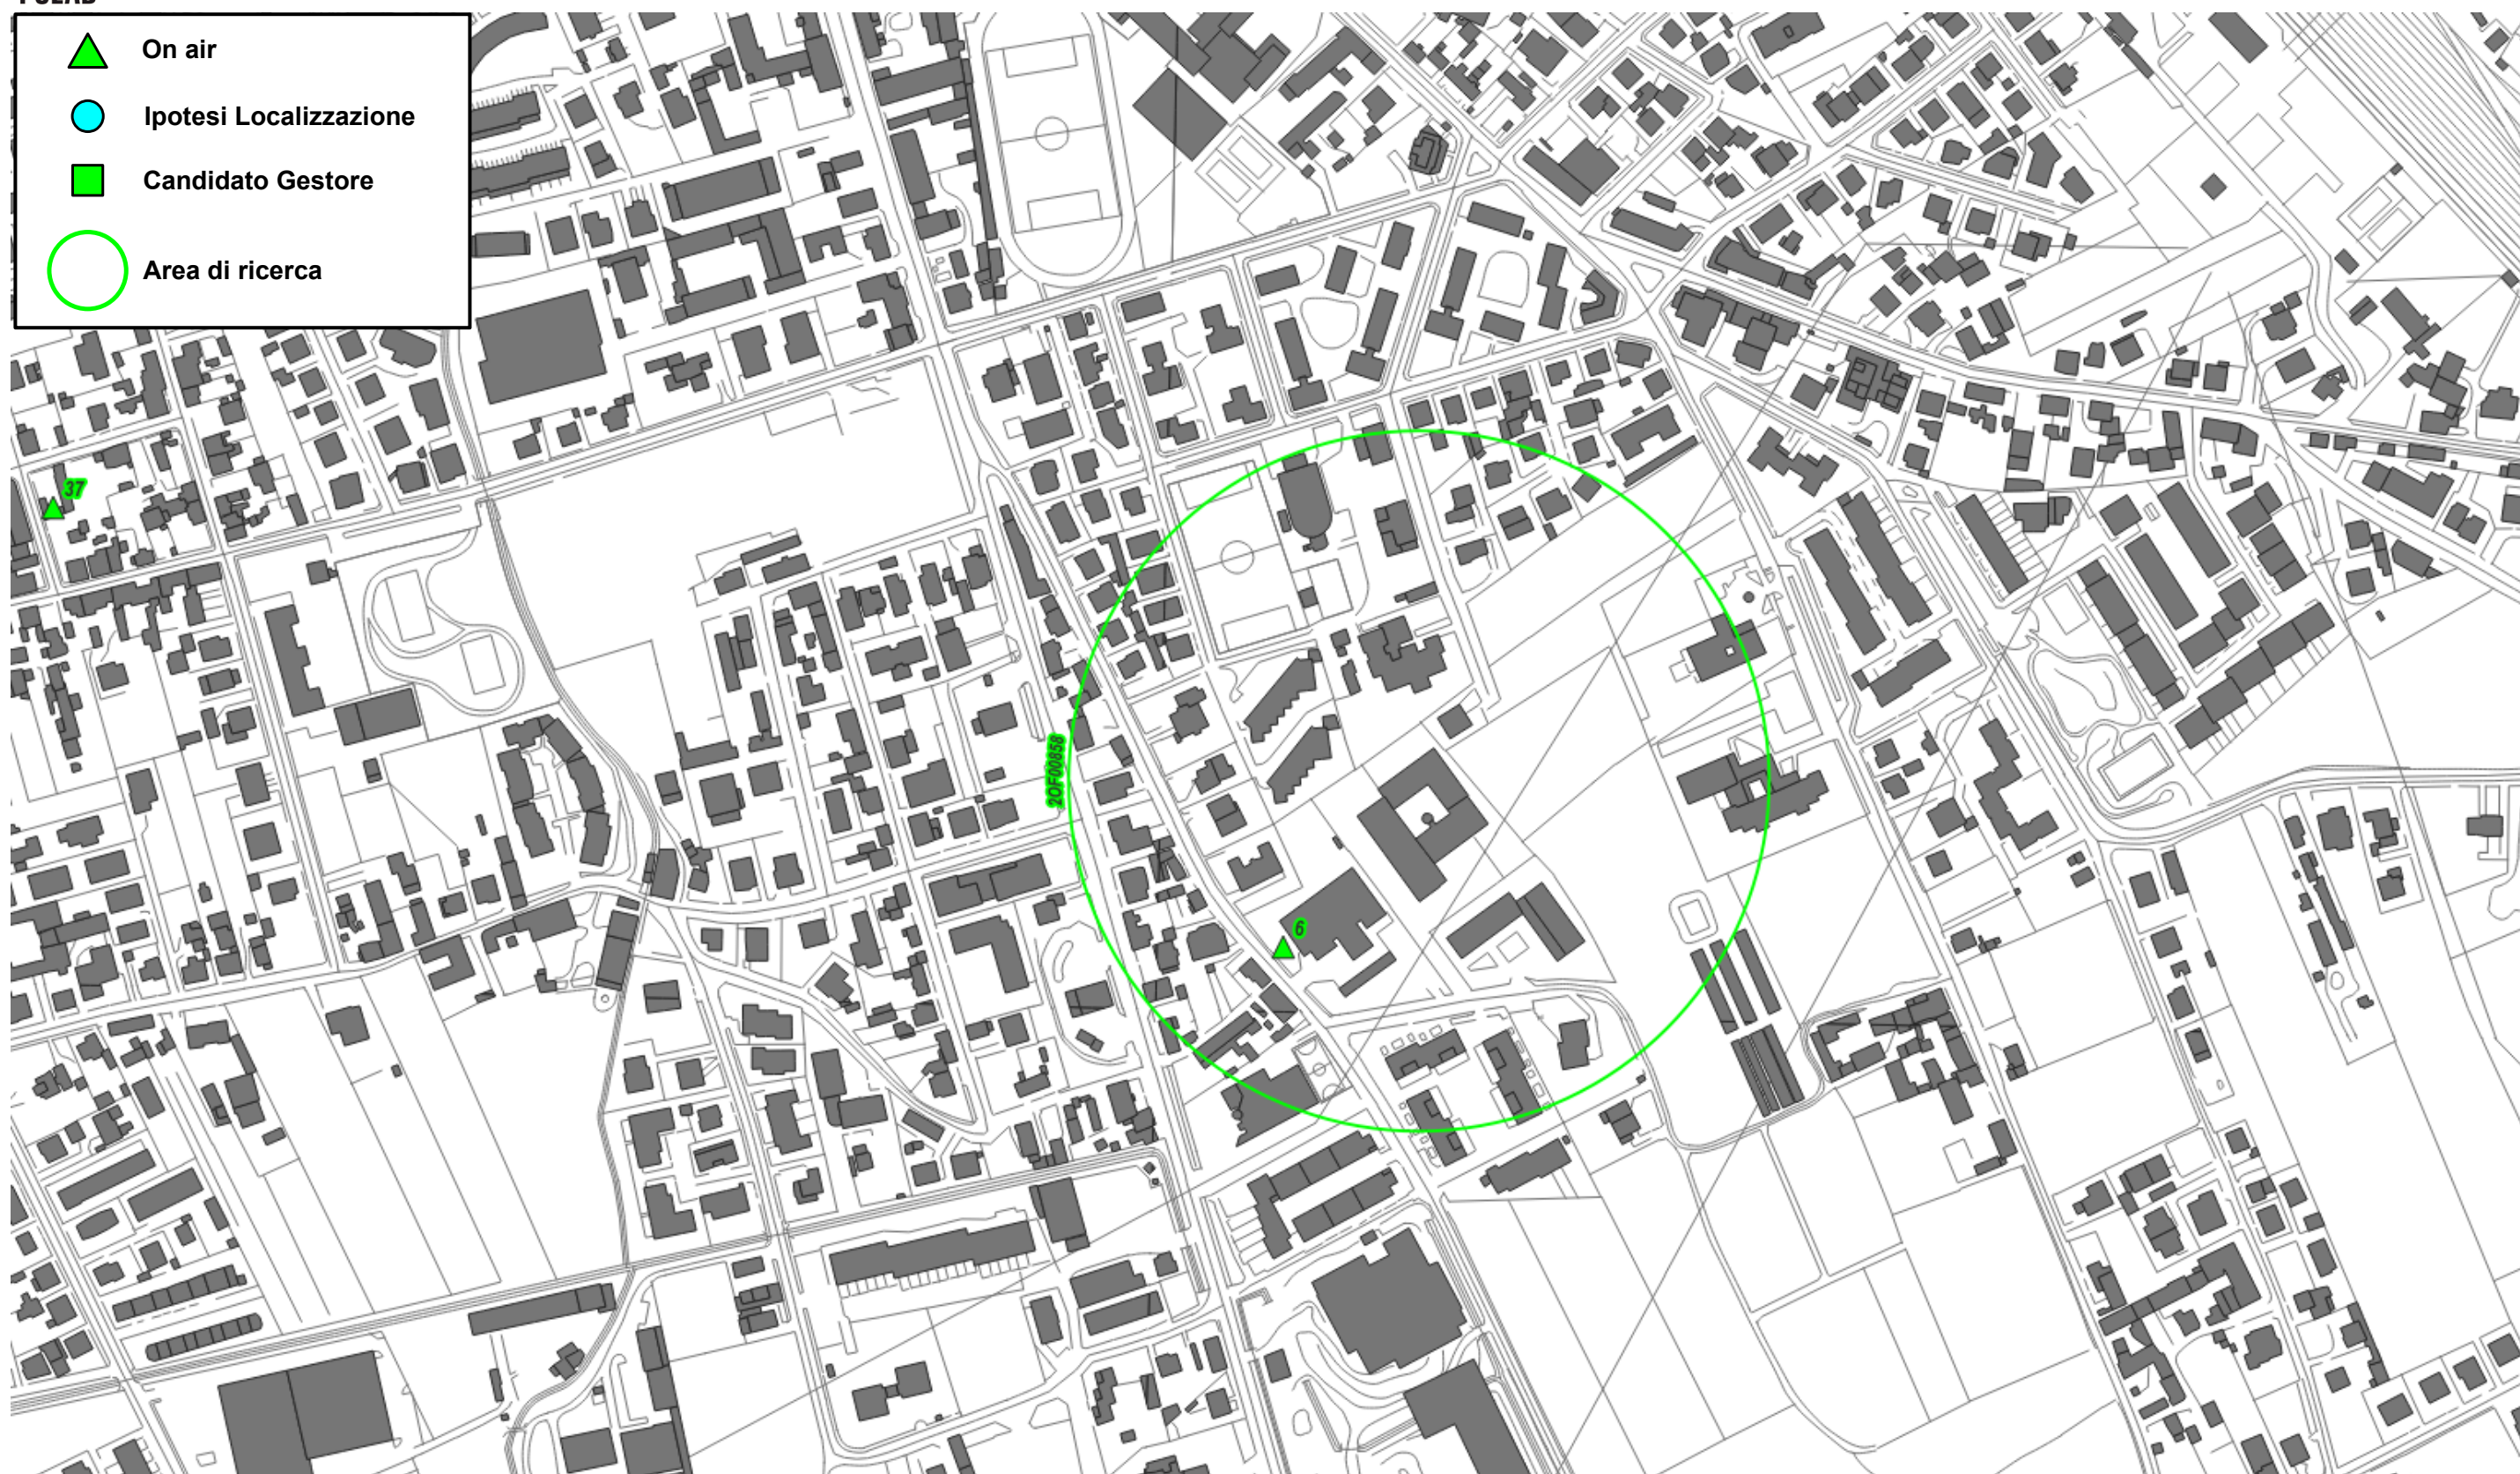 On air
Ipotesi Localizzazione
Candidato Gestore
Area di ricerca
37
2OF00858
6